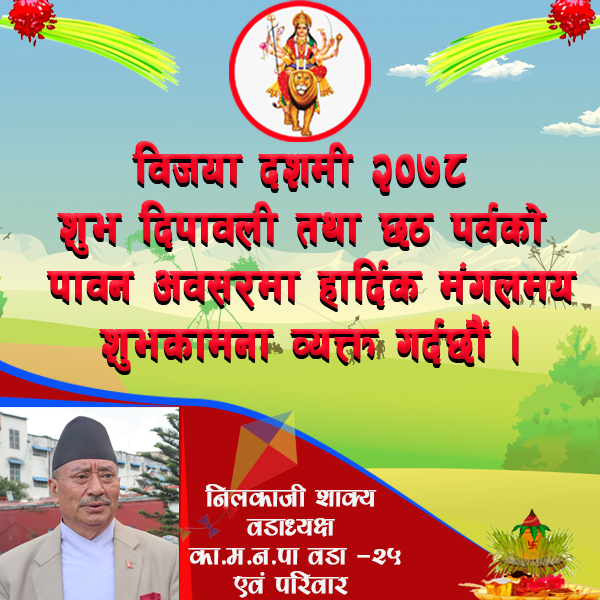 विजया दशमी २०७८
शुभ दिपावली तथा छठ पर्वको
पावन अवसरमा हार्दिक मंगलमय
शुभकामना व्यक्त गर्दछौं ।
निलकाजी शाक्य
वडाध्यक्ष
का.म.न.पा वडा -२५
एवं परिवार